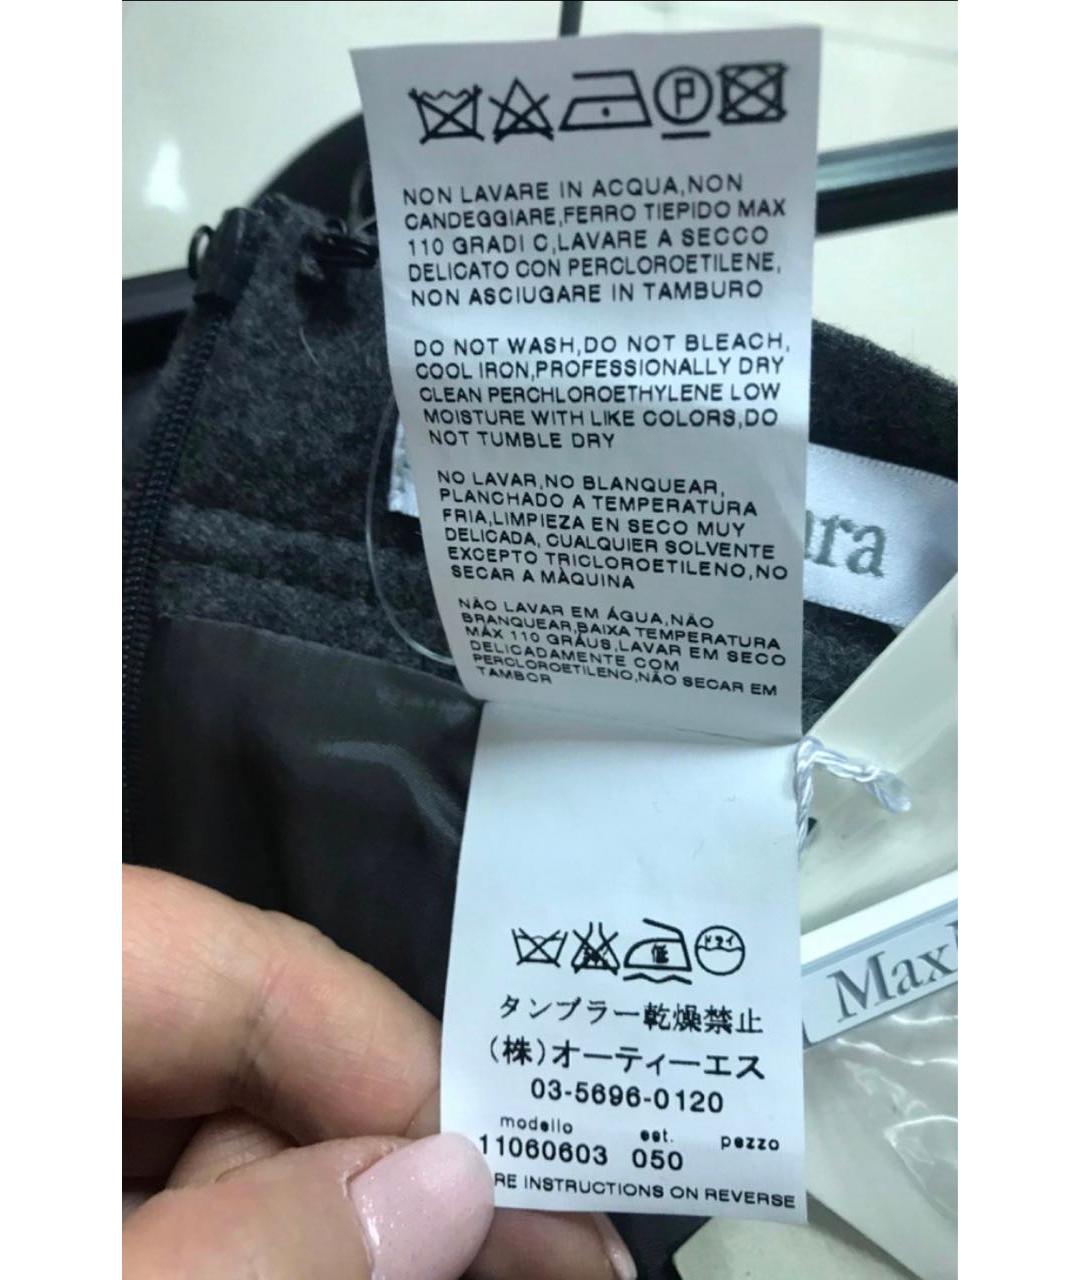 P
NON LAVARE IN ACQUA,NON
CANDEGGIARE,FERRO TIEPIDO MAX
110 GRADI C,LAVARE A SECCO
DELICATO CON PERCLOROETILENE,
NON ASCIUGARE IN TAMBURO
DO NOT WASH,DO NOT BLEACH,
COOL IRON,PROFESSIONALLY DRY
CLEAN PERCHLOROETHYLENE LOW
MOISTURE WITH LIKE COLORS,DO
NOT TUMBLE DRY
NO LAVAR,NO BLANQUEAR,
PLANCHADO A TEMPERATURA
FRIA,LIMPIEZA EN SECO MUY
DELICADA, CUALQUIER SOLVENTE
EXCEPTO TRICLOROETILENO,NO
SECAR A MÀQUINA
NÃO LAVAR EM ÁGUA,NÃO
BRANQUEAR,BAIXA TEMPERATURA
MÁX 110 GRÁUS,LAVAR EM SECO
DELICADAMENTE COM
PERCLOROETILENO,NÃO SECAR EM
TAMBOR
ara
Max
低 ドライ
タンブラー乾燥禁止
(株)オーティーエス
03-5696-0120
modello est. pezzo
11060603 050
RE INSTRUCTIONS ON REVERSE